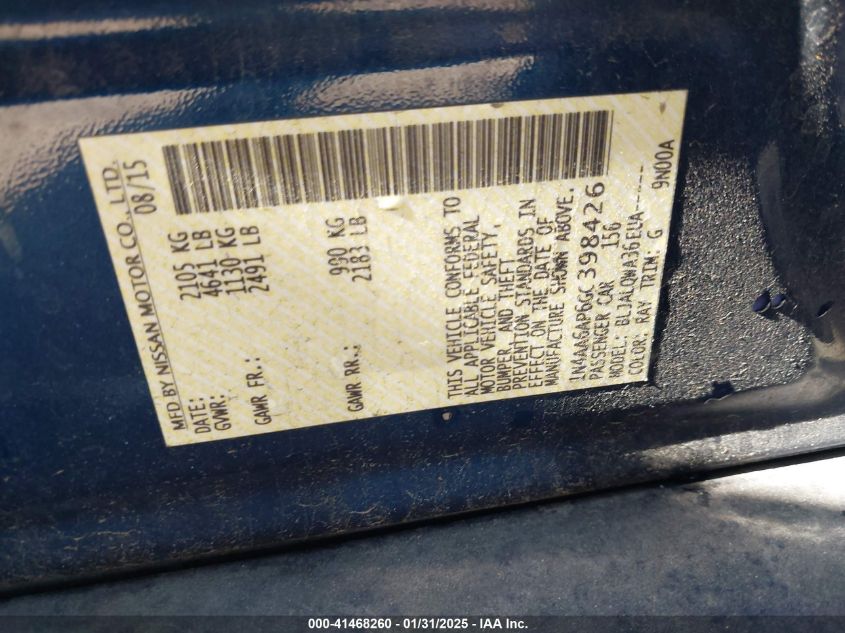 MFD. BY NISSAN MOTOR CO., LTD.
DATE: 08/15
GVWR: 2105 KG
4641 LB
GAWR FR.: 1130 KG
2491 LB
GAWR RR.: 990 KG
2183 LB
THIS VEHICLE CONFORMS TO
ALL APPLICABLE FEDERAL
MOTOR VEHICLE SAFETY,
BUMPER, AND THEFT
PREVENTION STANDARDS IN
EFFECT ON THE DATE OF
MANUFACTURE SHOWN ABOVE.
1N4AA6AP6GC398426
PASSENGER CAR 156
MODEL: BLJALQWA36EUA-----
COLOR: RAY TRIM: G 9N00A
000-41468260 - 01/31/2025 - IAA Inc.